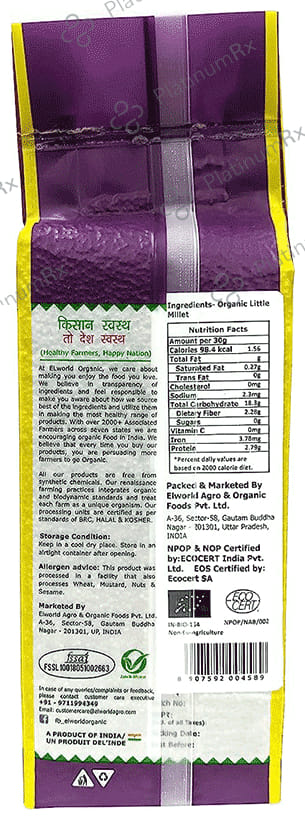 PlatinumRx
किसान स्वस्थ
तो देश स्वस्थ
(Healthy Farmers, Happy Nation)
At Elworld Organic, we care about
making you enjoy the food you love.
We believe in transparency of
ingredients and feel responsible to
make you aware about how we source
best of the ingredients and utilize them
in making the most healthy range of
products. With over 2000+ Associated
Farmers across seven states we are
encouraging organic food in India. We
believe that every time you buy our
products, you are persuading more
farmers to go Organic.
All our products are free from
synthetic chemicals. Our renaissance
farming practices integrates organic
and biodynamic standards and treat
each farm as a unique organism. Our
processing units are certified as per
standards of BRC, HALAL & KOSHER.
Storage Condition:
Keep in a cool dry place. Store in an
airtight container after opening.
Allergen advice: This product was
processed in a facility that also
processes Wheat, Mustard, Nuts &
Sesame.
Marketed By
Elworld Agro & Organic Foods Pvt. Ltd.
A-36, Sector-58, Gautam Buddha
Nagar - 201301, UP, INDIA
fssai
FSSL 10018051002663
In case of any queries/complaints or feedback,
please contact customer care executive
+91 - 9711994349
Email: customercare@elworldagro.com
fb_elworldorganic
A PRODUCT OF INDIA/
UN PRODUIT DEL'INDE
Ingredients- Organic Little
Millet
Nutrition Facts
Amount per 30g
Calories 98.4 kcal 1.56
Total Fat g
Saturated Fat 0.27g
Trans Fat 0g
Cholesterol 0mg
Sodium 2.3mg
Total Carbohydrate 18.3g
Dietary Fiber 2.28g
Sugars 0g
Vitamin C 0mg
Iron 3.78mg
Protein 2.79g
*Percent daily values are
based on 2000 calorie diet.
Packed & Marketed By
Elworld Agro & Organic
Foods Pvt. Ltd.
A-36, Sector-58, Gautam Buddha
Nagar - 201301, Uttar Pradesh,
INDIA
NPOP & NOP Certified
by:ECOCERT India Pvt.
Ltd. EOS Certified by:
Ecocert SA
ECO
CERT
IN-BIO-154 NPOP/NAB/002
Non-EU agriculture
8 907592 004589
ch No:
of all Taxes)
king Date:
st Before: